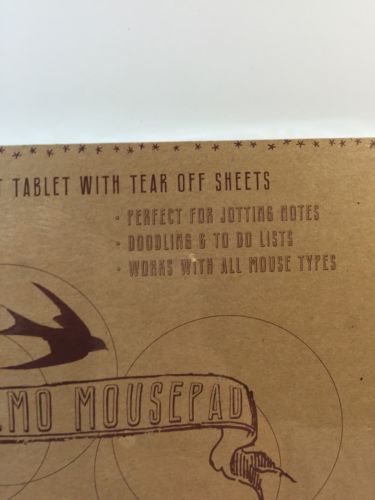 TABLET WITH TEAR OFF SHEETS
• PERFECT FOR JOTTING NOTES
• DOODLING & TO DO LISTS
• WORKS WITH ALL MOUSE TYPES
EMO MOUSEPAD